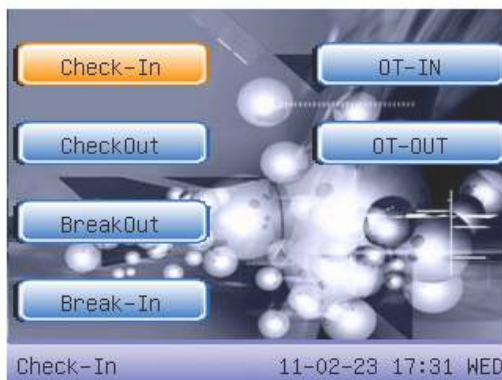 Check-In
OT-IN
CheckOut
OT-OUT
BreakOut
Break-In
Check-In 11-02-23 17:31 WED